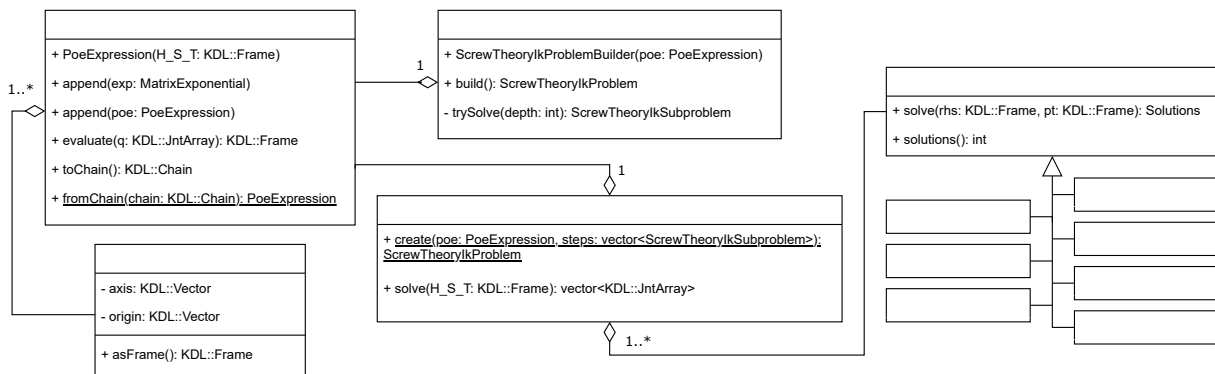 + PoeExpression(H_S_T: KDL::Frame)
+ append(exp: MatrixExponential)
+ append(poe: PoeExpression)
+ evaluate(q: KDL::JntArray): KDL::Frame
+ toChain(): KDL::Chain
+ fromChain(chain: KDL::Chain): PoeExpression
1..*
1
+ ScrewTheoryIkProblemBuilder(poe: PoeExpression)
+ build(): ScrewTheoryIkProblem
- trySolve(depth: int): ScrewTheoryIkSubproblem
+ solve(rhs: KDL::Frame, pt: KDL::Frame): Solutions
+ solutions(): int
1
+ create(poe: PoeExpression, steps: vector<ScrewTheoryIkSubproblem>):
ScrewTheoryIkProblem
+ solve(H_S_T: KDL::Frame): vector<KDL::JntArray>
1..*
- axis: KDL::Vector
- origin: KDL::Vector
+ asFrame(): KDL::Frame